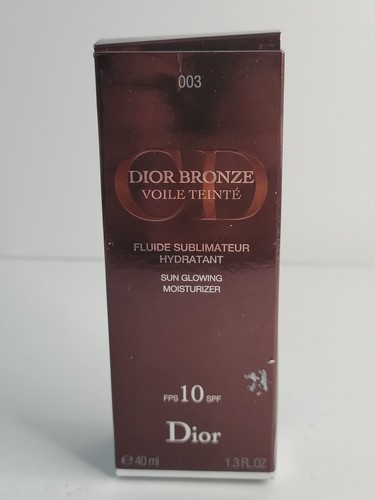 003
CD
DIOR BRONZE
VOILE TEINTÉ
FLUIDE SUBLIMATEUR
HYDRATANT
SUN GLOWING
MOISTURIZER
FPS 10 SPF
Dior
℮ 40 ml 1.3 FL.OZ